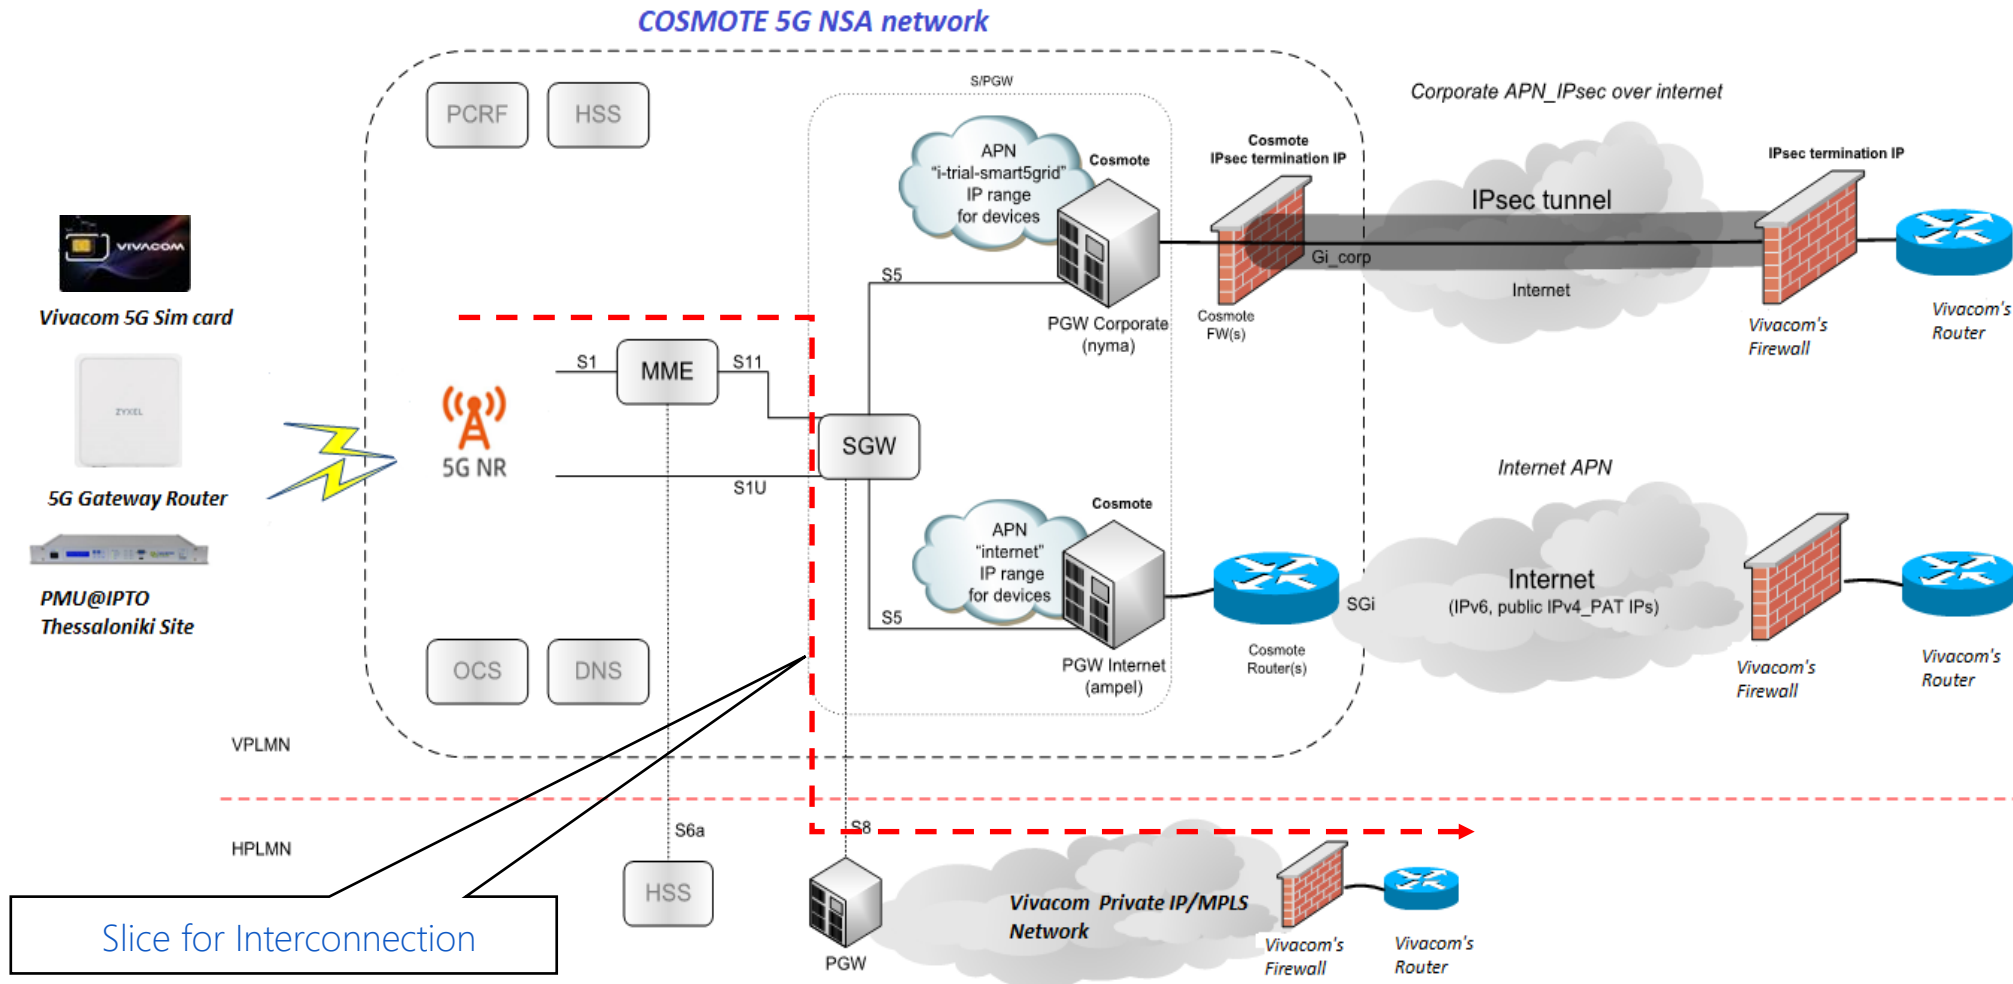 COSMOTE 5G NSA network
S/PGW
PCRF
HSS
Corporate APN_IPsec over internet
APN
"i-trial-smart5grid"
IP range
for devices
Cosmote
Cosmote
IPsec termination IP
IPsec termination IP
IPsec tunnel
Gi_corp
Internet
VIVACOM
Vivacom 5G Sim card
S5
PGW Corporate
(nyma)
Cosmote
FW(s)
Vivacom's
Firewall
Vivacom's
Router
S1
MME
S11
ZYXEL
5G NR
SGW
S1U
5G Gateway Router
Internet APN
APN
"internet"
IP range
for devices
Cosmote
Internet
(IPv6, public IPv4_PAT IPs)
SGi
S5
PMU@IPTO
Thessaloniki Site
OCS
DNS
PGW Internet
(ampel)
Cosmote
Router(s)
Vivacom's
Firewall
Vivacom's
Router
VPLMN
HPLMN
S6a
S8
HSS
PGW
Vivacom Private IP/MPLS
Network
Vivacom's
Firewall
Vivacom's
Router
Slice for Interconnection